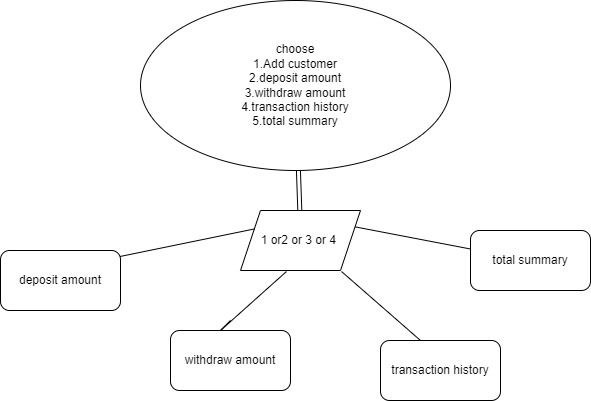 choose
1.Add customer
2.deposit amount
3.withdraw amount
4.transaction history
5.total summary
1 or2 or 3 or 4
deposit amount
total summary
withdraw amount
transaction history